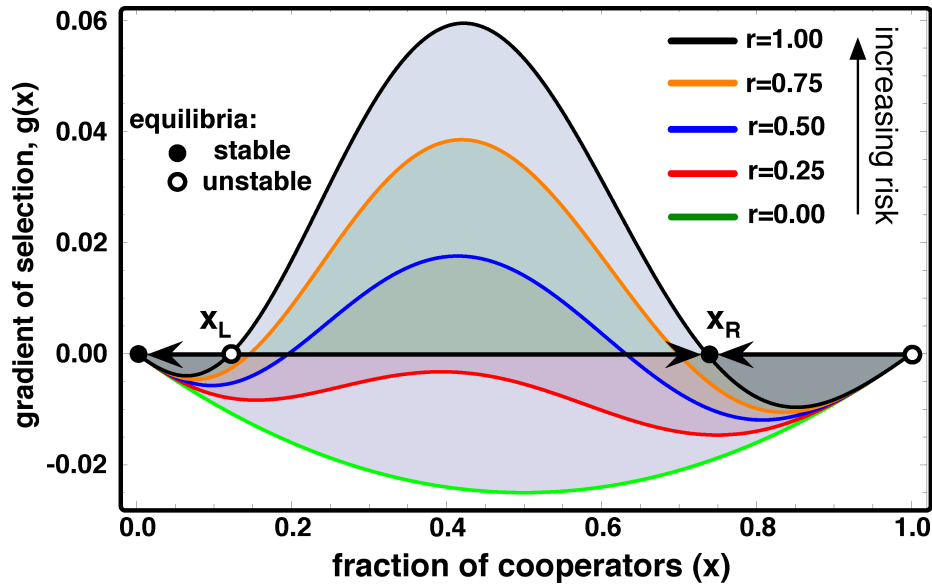 0.06
0.04
0.02
0.00
-0.02
gradient of selection, g(x)
equilibria:
stable
unstable
r=1.00
r=0.75
r=0.50
r=0.25
r=0.00
increasing risk
x_L
x_R
0.0 0.2 0.4 0.6 0.8 1.0
fraction of cooperators (x)